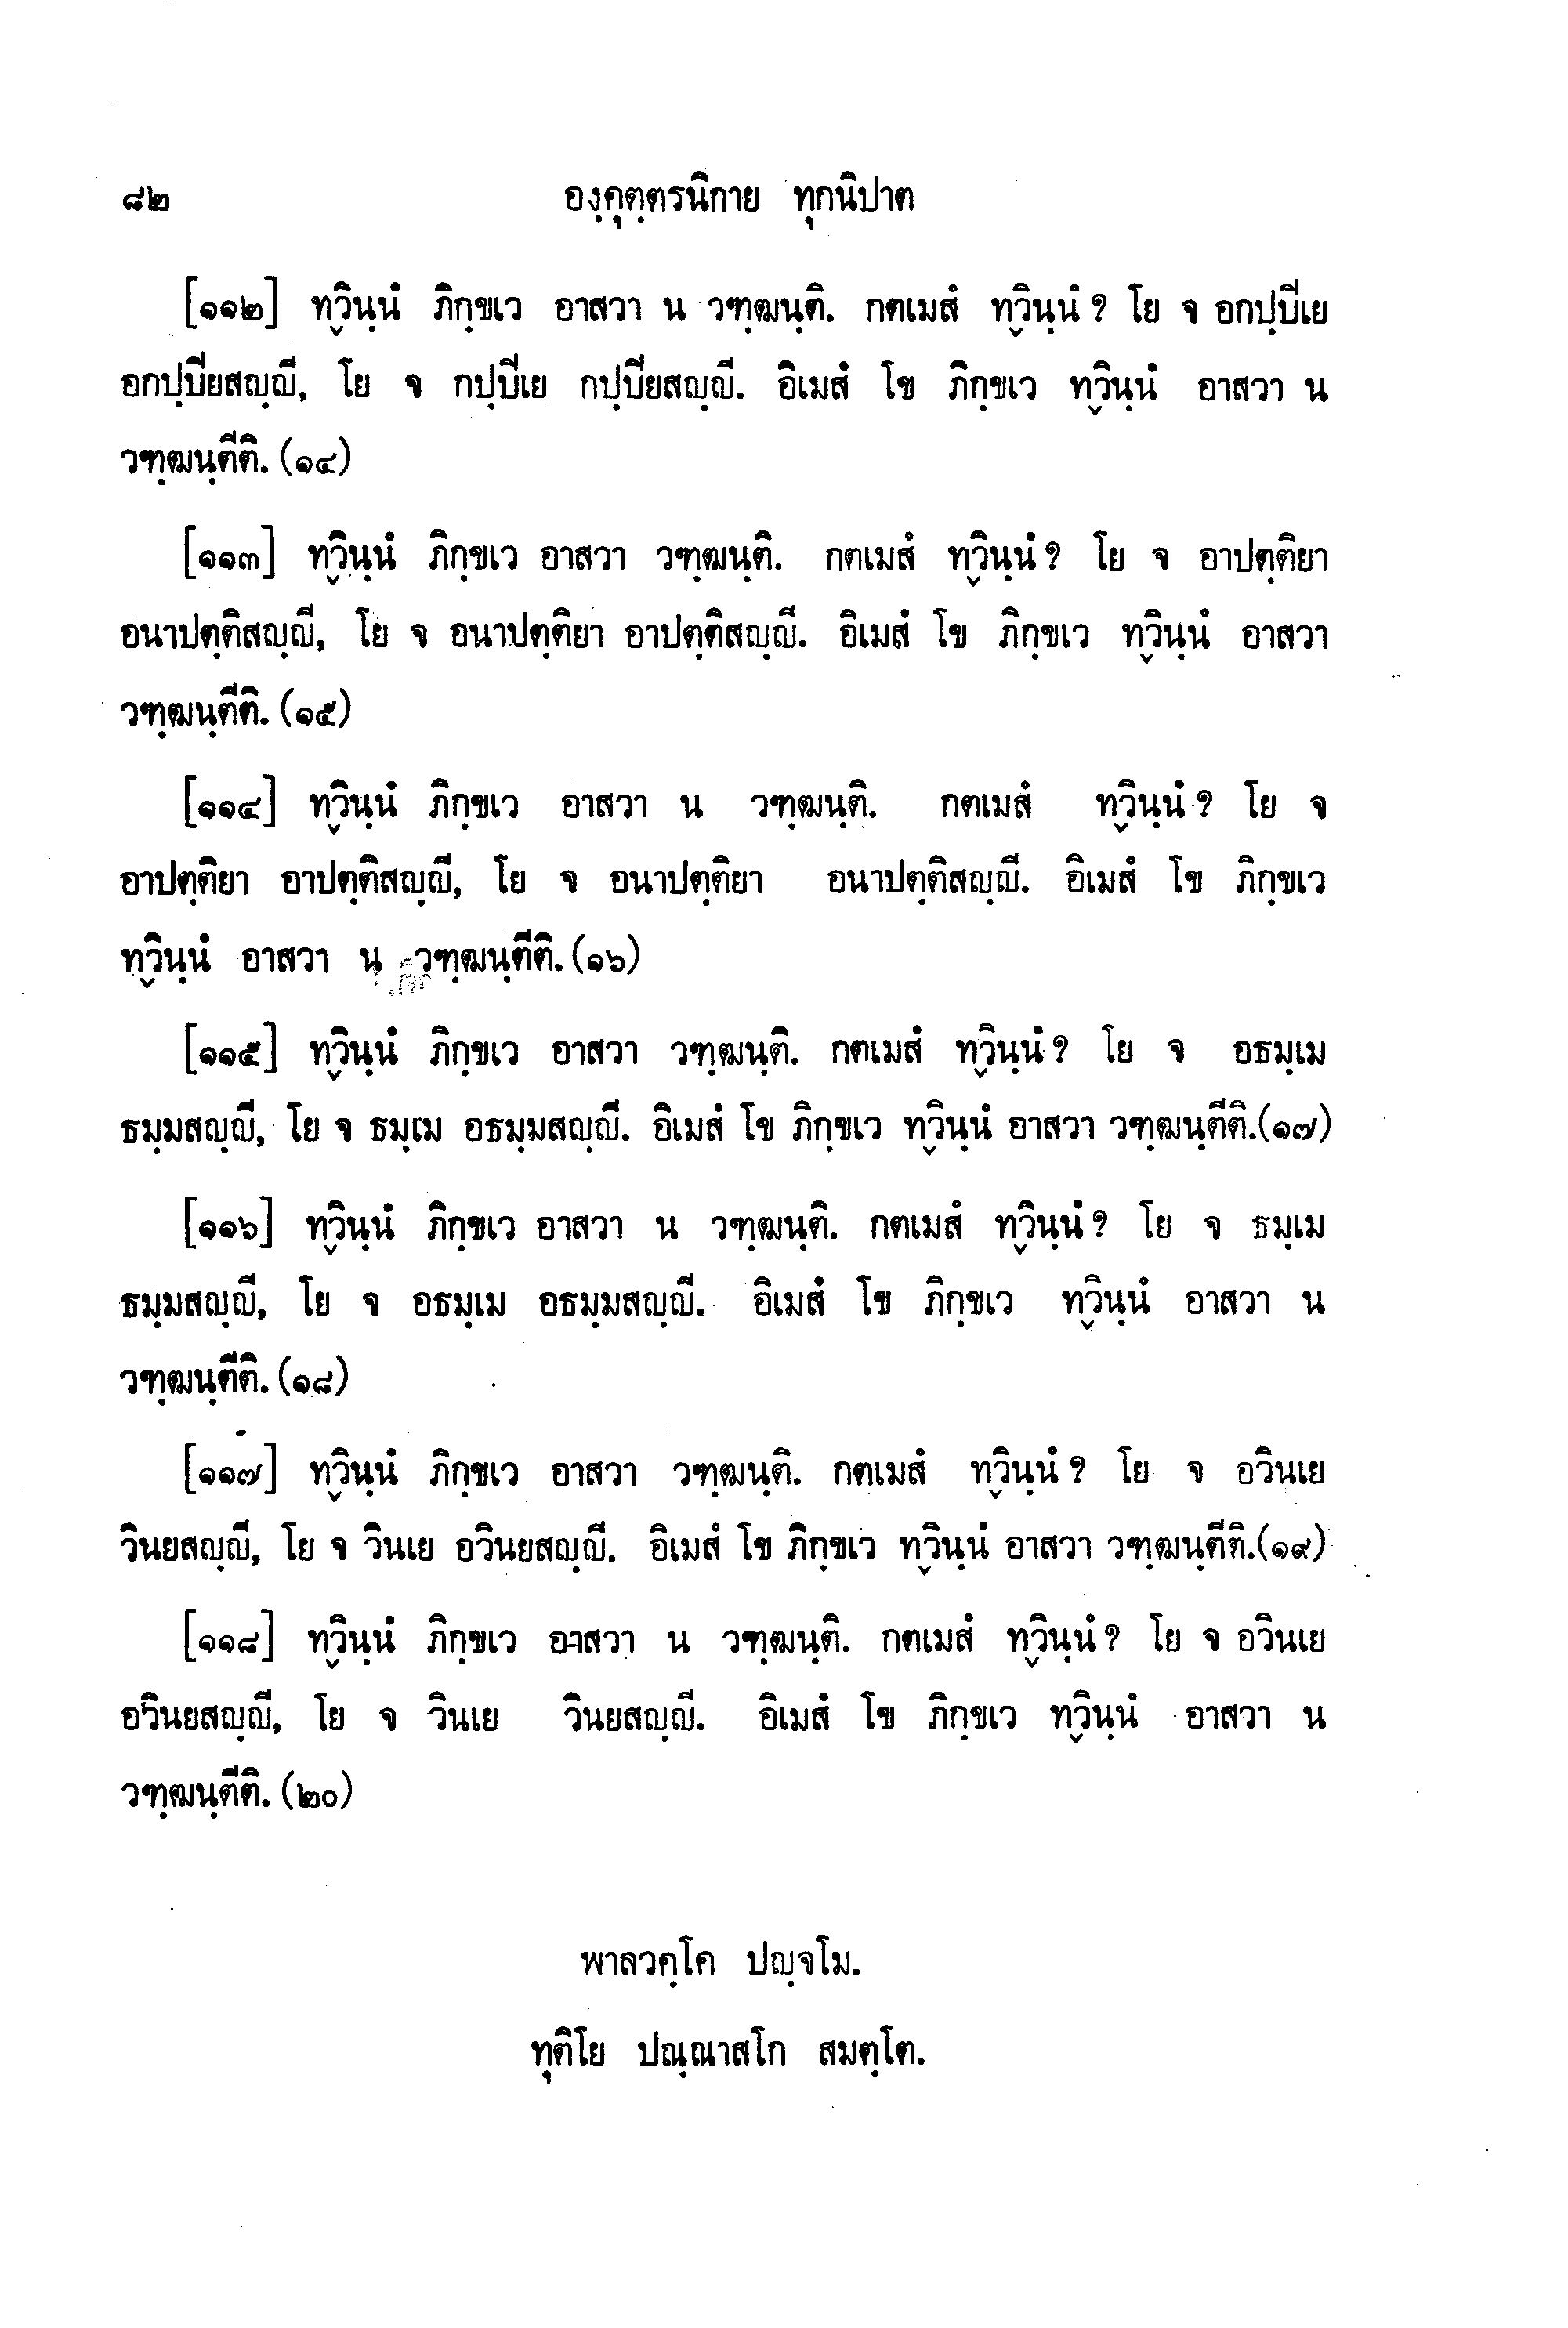 ๘๒ องฺคุตฺตรนิกาย ทุกนิปาต
[๑๑๒] ทฺวินฺนํ ภิกฺขเว อาสวา น วฑฺฒนฺติ. กตเมสํ ทฺวินฺนํ? โย จ อกปฺปิเย
อกปฺปิยสญฺญี, โย จ กปฺปิเย กปฺปิยสญฺญี. อิเมสํ โข ภิกฺขเว ทฺวินฺนํ อาสวา น
วฑฺฒนฺตีติ. (๑๔)
[๑๑๓] ทฺวินฺนํ ภิกฺขเว อาสวา วฑฺฒนฺติ. กตเมสํ ทฺวินฺนํ? โย จ อาปตฺติยา
อนาปตฺติสญฺญี, โย จ อนาปตฺติยา อาปตฺติสญฺญี. อิเมสํ โข ภิกฺขเว ทฺวินฺนํ อาสวา
วฑฺฒนฺตีติ. (๑๕)
[๑๑๔] ทฺวินฺนํ ภิกฺขเว อาสวา น วฑฺฒนฺติ. กตเมสํ ทฺวินฺนํ? โย จ
อาปตฺติยา อาปตฺติสญฺญี, โย จ อนาปตฺติยา อนาปตฺติสญฺญี. อิเมสํ โข ภิกฺขเว
ทฺวินฺนํ อาสวา น วฑฺฒนฺตีติ. (๑๖)
[๑๑๕] ทฺวินฺนํ ภิกฺขเว อาสวา วฑฺฒนฺติ. กตเมสํ ทฺวินฺนํ? โย จ อธมฺเม
ธมฺมสญฺญี, โย จ ธมฺเม อธมฺมสญฺญี. อิเมสํ โข ภิกฺขเว ทฺวินฺนํ อาสวา วฑฺฒนฺตีติ.(๑๗)
[๑๑๖] ทฺวินฺนํ ภิกฺขเว อาสวา น วฑฺฒนฺติ. กตเมสํ ทฺวินฺนํ? โย จ ธมฺเม
ธมฺมสญฺญี, โย จ อธมฺเม อธมฺมสญฺญี. อิเมสํ โข ภิกฺขเว ทฺวินฺนํ อาสวา น
วฑฺฒนฺตีติ. (๑๘)
[๑๑๗] ทฺวินฺนํ ภิกฺขเว อาสวา วฑฺฒนฺติ. กตเมสํ ทฺวินฺนํ? โย จ อวินเย
วินยสญฺญี, โย จ วินเย อวินยสญฺญี. อิเมสํ โข ภิกฺขเว ทฺวินฺนํ อาสวา วฑฺฒนฺตีติ.(๑๙)
[๑๑๘] ทฺวินฺนํ ภิกฺขเว อาสวา น วฑฺฒนฺติ. กตเมสํ ทฺวินฺนํ? โย จ อวินเย
อวินยสญฺญี, โย จ วินเย วินยสญฺญี. อิเมสํ โข ภิกฺขเว ทฺวินฺนํ อาสวา น
วฑฺฒนฺตีติ. (๒๐)
พาลวคฺโค ปญฺจโม.
ทุติโย ปณฺณาสโก สมตฺโต.